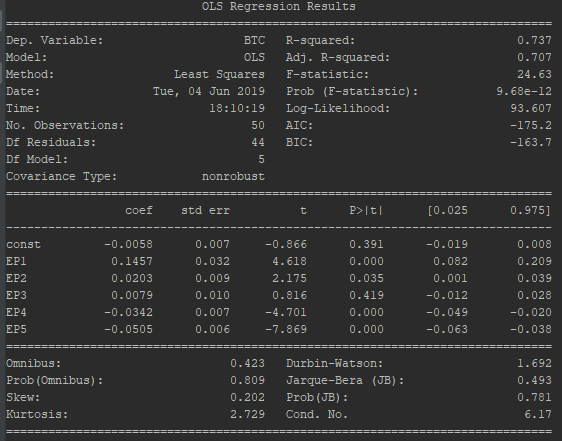 OLS Regression Results
==============================================================================
Dep. Variable:                    BTC   R-squared:                       0.737
Model:                            OLS   Adj. R-squared:                  0.707
Method:                 Least Squares   F-statistic:                     24.63
Date:                Tue, 04 Jun 2019   Prob (F-statistic):           9.68e-12
Time:                        18:10:19   Log-Likelihood:                 93.607
No. Observations:                  50   AIC:                            -175.2
Df Residuals:                      44   BIC:                            -163.7
Df Model:                           5
Covariance Type:            nonrobust
==============================================================================
                 coef    std err          t      P>|t|      [0.025      0.975]
------------------------------------------------------------------------------
const         -0.0058      0.007     -0.866      0.391      -0.019       0.008
EP1            0.1457      0.032      4.618      0.000       0.082       0.209
EP2            0.0203      0.009      2.175      0.035       0.001       0.039
EP3            0.0079      0.010      0.816      0.419      -0.012       0.028
EP4           -0.0342      0.007     -4.701      0.000      -0.049      -0.020
EP5           -0.0505      0.006     -7.869      0.000      -0.063      -0.038
==============================================================================
Omnibus:                        0.423   Durbin-Watson:                   1.692
Prob(Omnibus):                  0.809   Jarque-Bera (JB):                0.493
Skew:                           0.202   Prob(JB):                        0.781
Kurtosis:                       2.729   Cond. No.                         6.17
==============================================================================